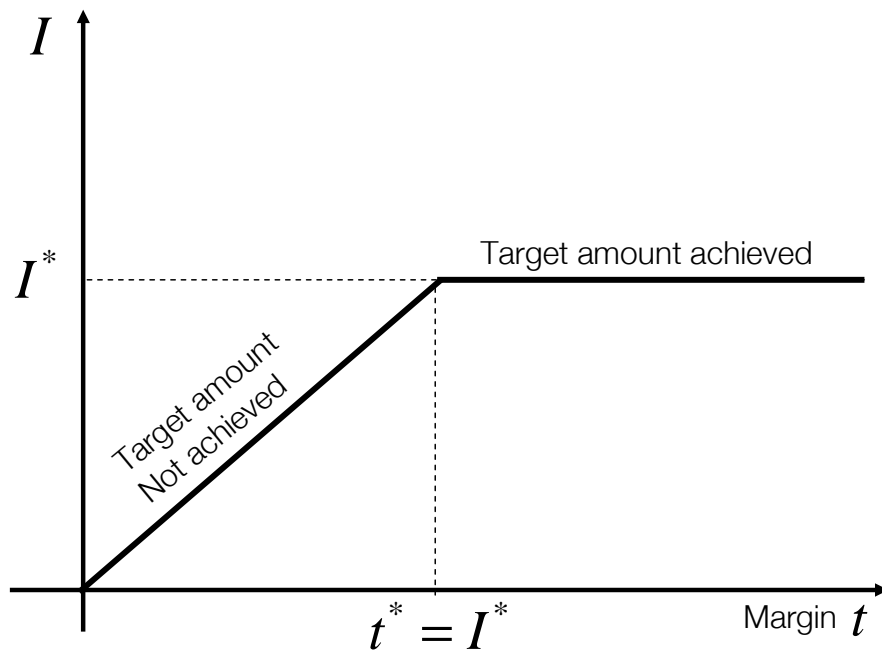 I
Target amount achieved
I*
Target amount
Not achieved
Margin t
t* = I*